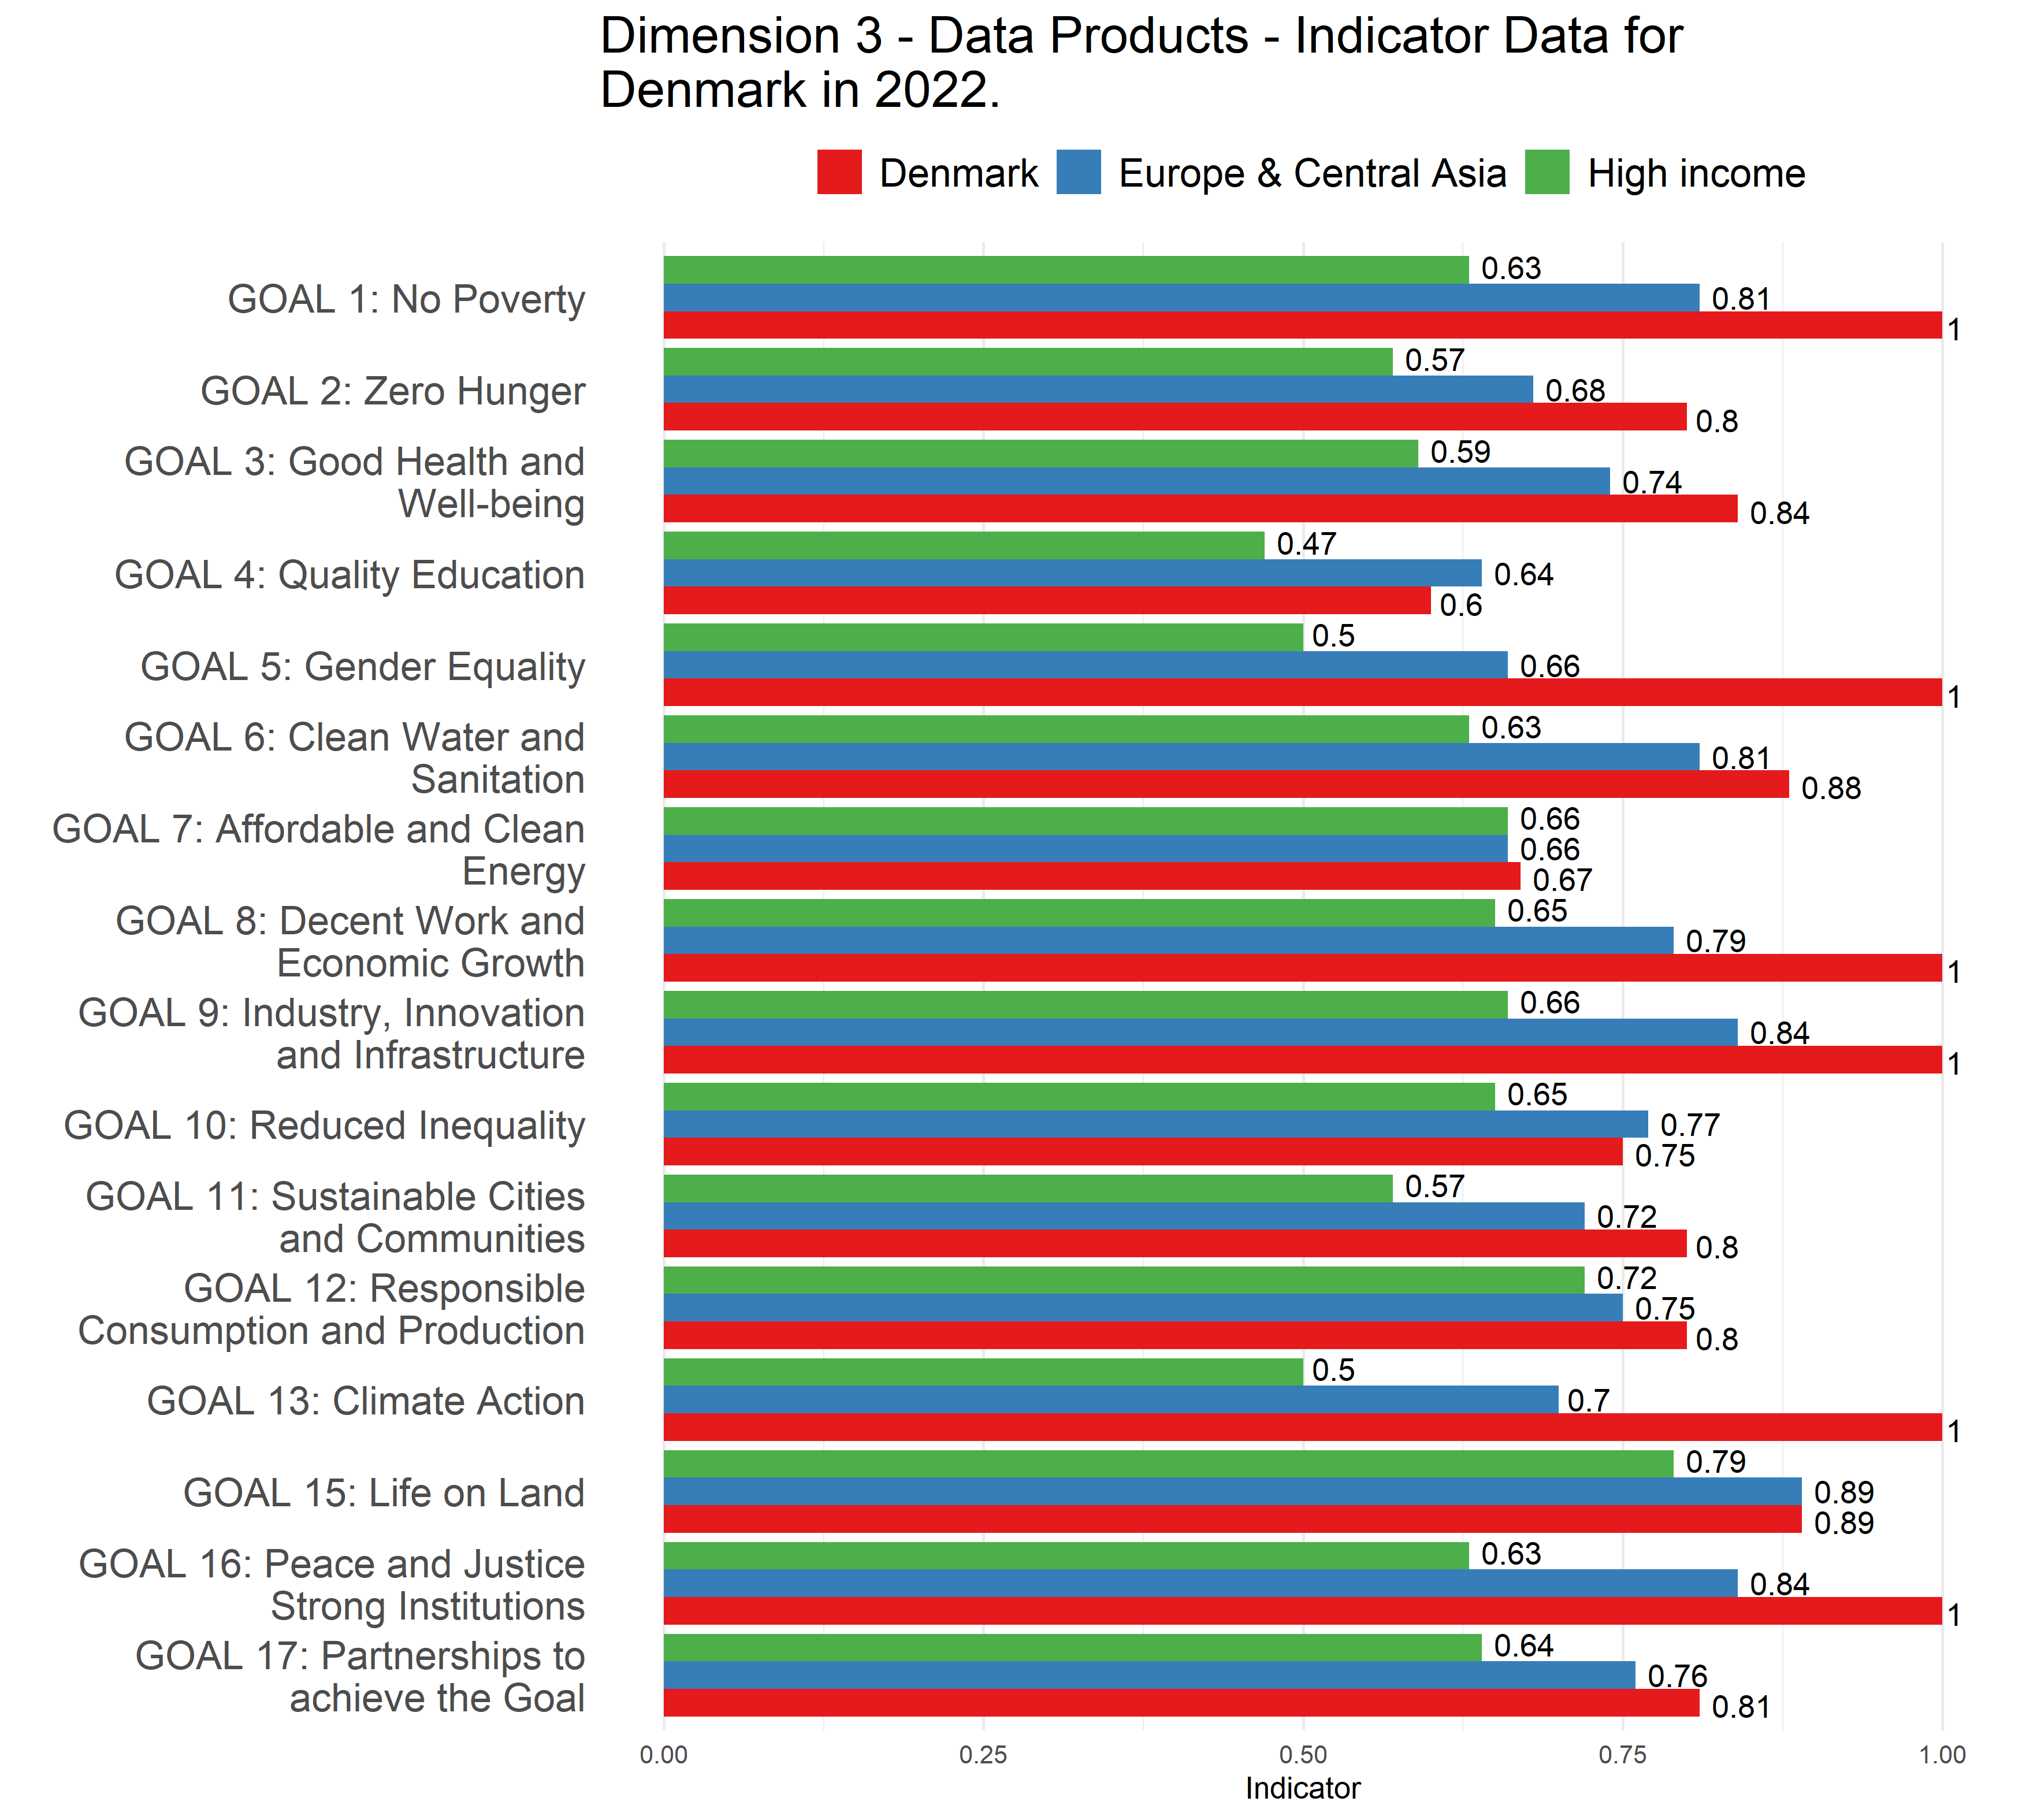 Dimension 3 - Data Products - Indicator Data for
Denmark in 2022.
Denmark Europe & Central Asia High income
GOAL 1: No Poverty
0.63
0.81
1
GOAL 2: Zero Hunger
0.57
0.68
0.8
GOAL 3: Good Health and
Well-being
0.59
0.74
0.84
GOAL 4: Quality Education
0.47
0.64
0.6
GOAL 5: Gender Equality
0.5
0.66
1
GOAL 6: Clean Water and
Sanitation
0.63
0.81
0.88
GOAL 7: Affordable and Clean
Energy
0.66
0.66
0.67
GOAL 8: Decent Work and
Economic Growth
0.65
0.79
1
GOAL 9: Industry, Innovation
and Infrastructure
0.66
0.84
1
GOAL 10: Reduced Inequality
0.65
0.77
0.75
GOAL 11: Sustainable Cities
and Communities
0.57
0.72
0.8
GOAL 12: Responsible
Consumption and Production
0.72
0.75
0.8
GOAL 13: Climate Action
0.5
0.7
1
GOAL 15: Life on Land
0.79
0.89
0.89
GOAL 16: Peace and Justice
Strong Institutions
0.63
0.84
1
GOAL 17: Partnerships to
achieve the Goal
0.64
0.76
0.81
0.00 0.25 0.50 0.75 1.00
Indicator